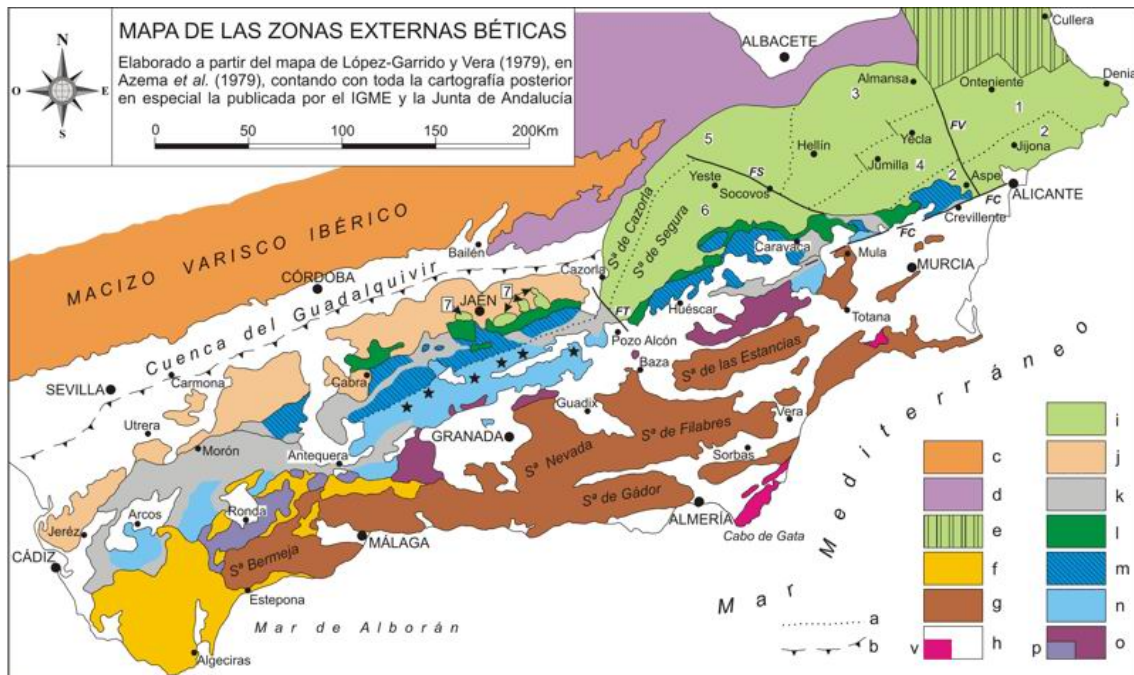 MAPA DE LAS ZONAS EXTERNAS BÉTICAS
Elaborado a partir del mapa de López-Garrido y Vera (1979), en
Azema et al. (1979), contando con toda la cartografía posterior
en especial la publicada por el IGME y la Junta de Andalucía
0 50 100 150 200Km
N
O E
S
Cullera
ALBACETE
Almansa
Onteniente
Denia
3
1
5
Hellín
Yecla
FV
2
Jijona
Jumilla
4
Yeste
FS
Socovos
2
Aspe
ALICANTE
6
FC
Crevillente
Sª de Cazorla
Sª de Segura
MACIZO VARISCO IBÉRICO
Bailén
Caravaca
FC
Mula
MURCIA
CÓRDOBA
Cazorla
Cuenca del Guadalquivir
7
JAÉN
7
Huéscar
FT
Totana
Pozo Alcón
SEVILLA
Carmona
Cabra
Baza
Sª de las Estancias
Utrera
Guadix
Vera
Morón
GRANADA
Sª de Filabres
Antequera
Sª Nevada
Sorbas
Arcos
Ronda
Sª de Gádor
ALMERÍA
Jeréz
MÁLAGA
Cabo de Gata
CÁDIZ
Sª Bermeja
Estepona
Mar de Alborán
Algeciras
Mar Mediterráneo
i
c j
d k
e l
f m
g n
v h p o
a
b